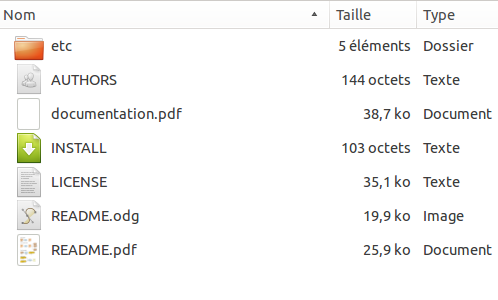 Nom Taille Type
etc 5 éléments Dossier
AUTHORS 144 octets Texte
documentation.pdf 38,7 ko Document
INSTALL 103 octets Texte
LICENSE 35,1 ko Texte
README.odg 19,9 ko Image
README.pdf 25,9 ko Document